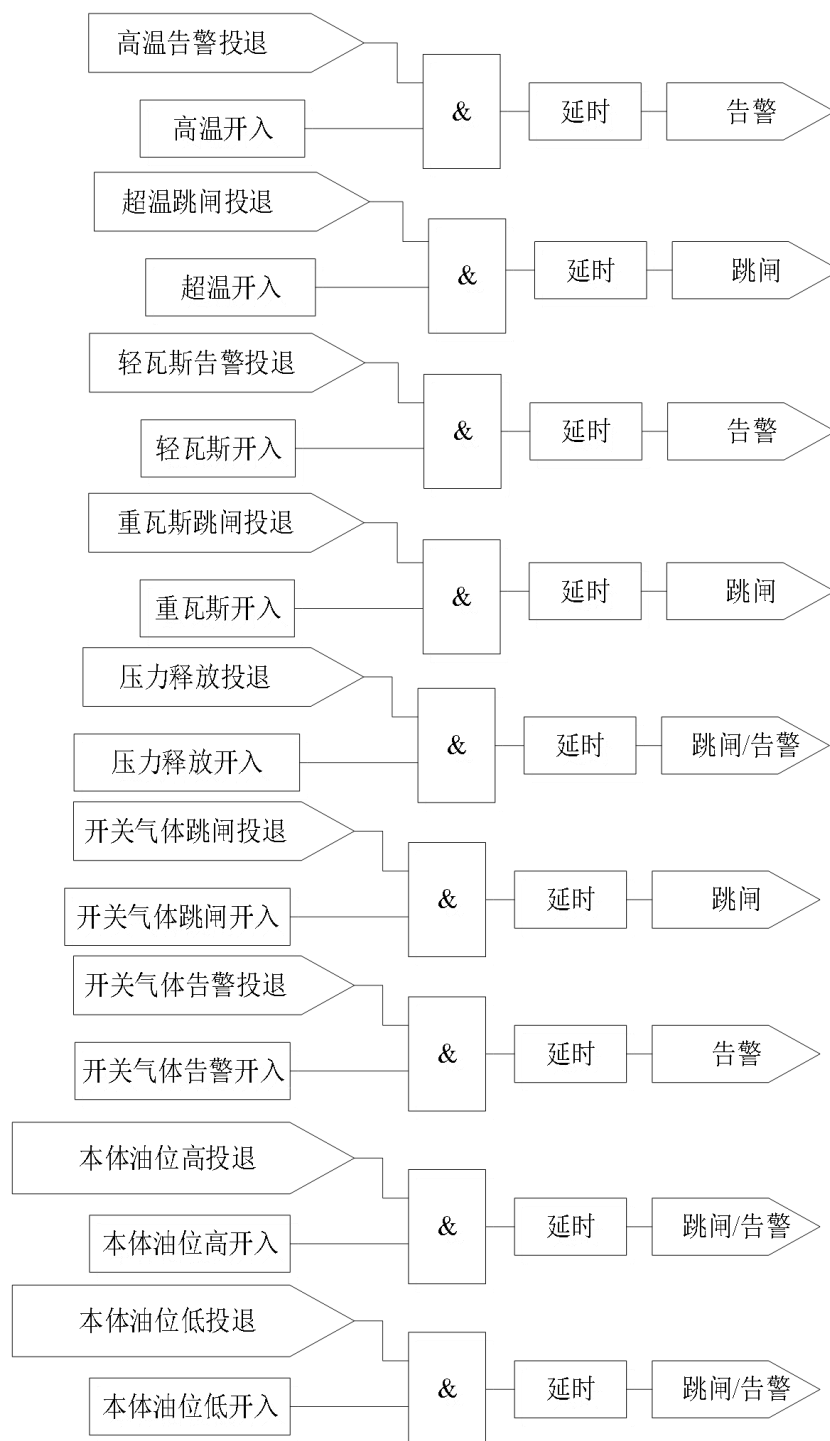 高温告警投退
高温开入
&
延时
告警
超温跳闸投退
超温开入
&
延时
跳闸
轻瓦斯告警投退
轻瓦斯开入
&
延时
告警
重瓦斯跳闸投退
重瓦斯开入
&
延时
跳闸
压力释放投退
压力释放开入
&
延时
跳闸/告警
开关气体跳闸投退
开关气体跳闸开入
&
延时
跳闸
开关气体告警投退
开关气体告警开入
&
延时
告警
本体油位高投退
本体油位高开入
&
延时
跳闸/告警
本体油位低投退
本体油位低开入
&
延时
跳闸/告警